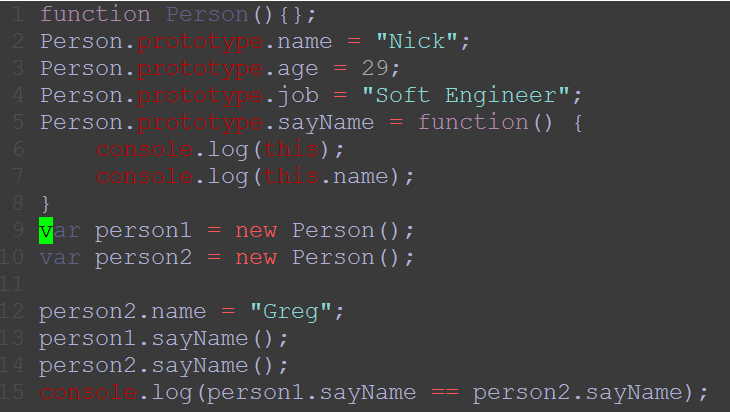 1 function Person(){};
2 Person.prototype.name = "Nick";
3 Person.prototype.age = 29;
4 Person.prototype.job = "Soft Engineer";
5 Person.prototype.sayName = function() {
6     console.log(this);
7     console.log(this.name);
8 }
9 var person1 = new Person();
10 var person2 = new Person();
11
12 person2.name = "Greg";
13 person1.sayName();
14 person2.sayName();
15 console.log(person1.sayName == person2.sayName);